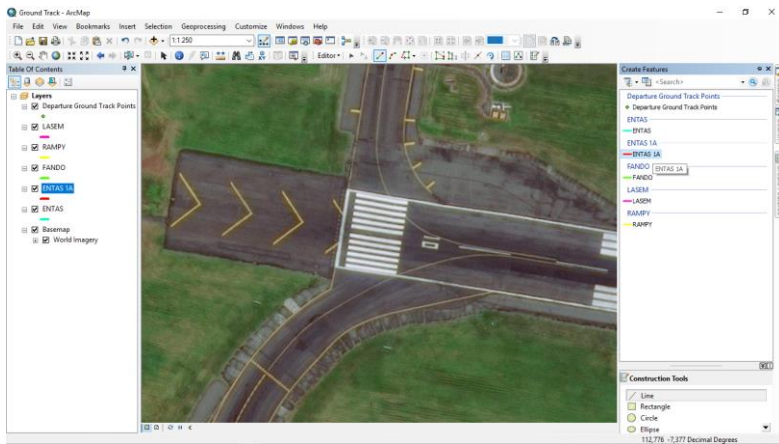 Ground Track - ArcMap
File Edit View Bookmarks Insert Selection Geoprocessing Customize Windows Help
1:1.250
Editor
Table Of Contents
Layers
Departure Ground Track Points
LASEM
RAMPY
FANDO
ENTAS 1A
ENTAS
Basemap
World Imagery
Create Features
<Search>
Departure Ground Track Points
Departure Ground Track Points
ENTAS
ENTAS
ENTAS 1A
ENTAS 1A
FANDO
ENTAS 1A
FANDO
LASEM
LASEM
RAMPY
RAMPY
Construction Tools
Line
Rectangle
Circle
Ellipse
112,776 -7,377 Decimal Degrees